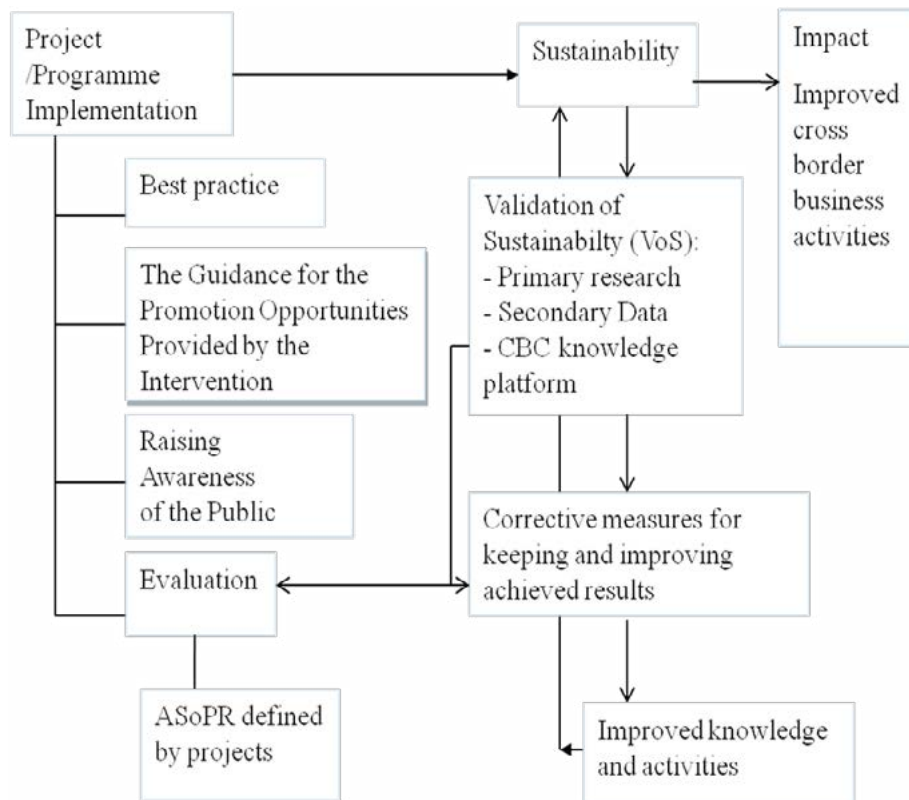 Project
/Programme
Implementation
Sustainability
Impact
Improved
cross
border
business
activities
Best practice
Validation of
Sustainabilty (VoS):
- Primary research
- Secondary Data
- CBC knowledge
platform
The Guidance for the
Promotion Opportunities
Provided by the
Intervention
Raising
Awareness
of the Public
Corrective measures for
keeping and improving
achieved results
Evaluation
ASoPR defined
by projects
Improved knowledge
and activities